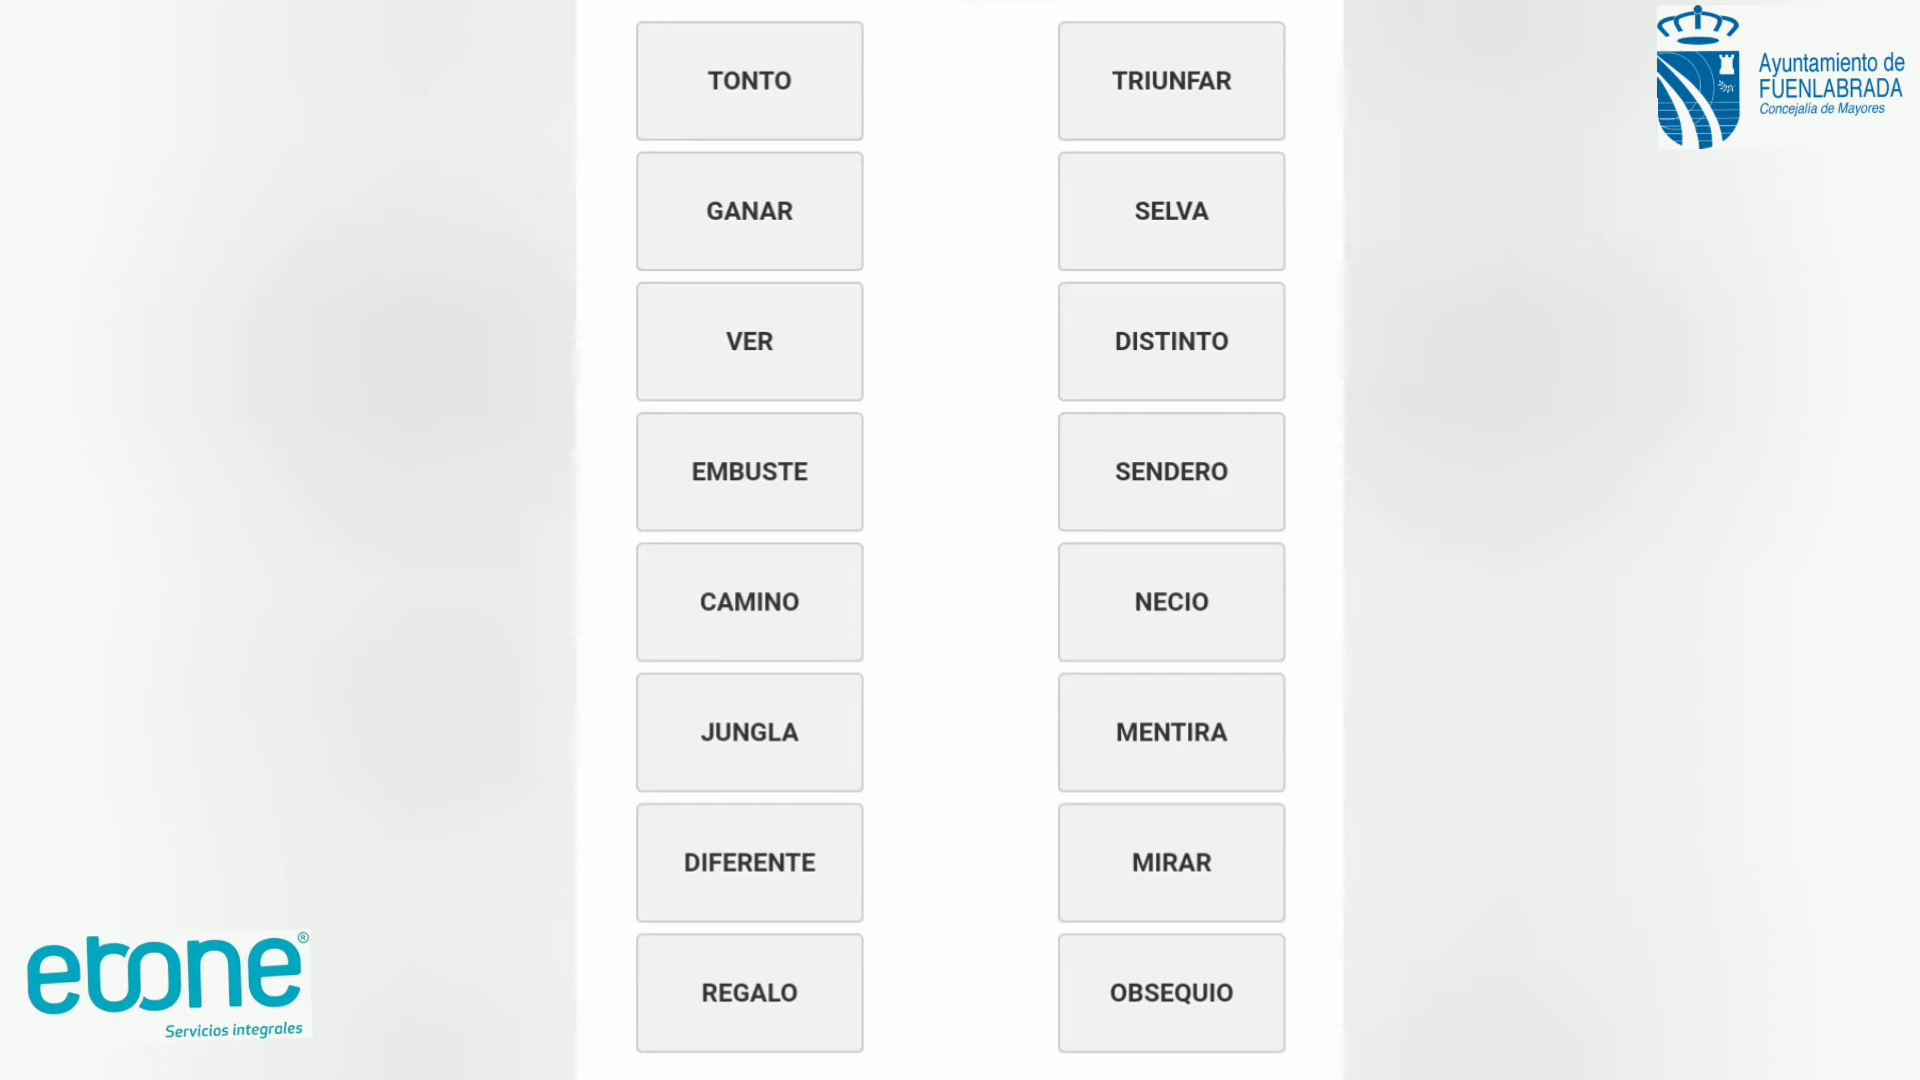 TONTO
TRIUNFAR
GANAR
SELVA
VER
DISTINTO
EMBUSTE
SENDERO
CAMINO
NECIO
JUNGLA
MENTIRA
DIFERENTE
MIRAR
REGALO
OBSEQUIO
Ayuntamiento de
FUENLABRADA
Concejalía de Mayores
etone®
Servicios integrales